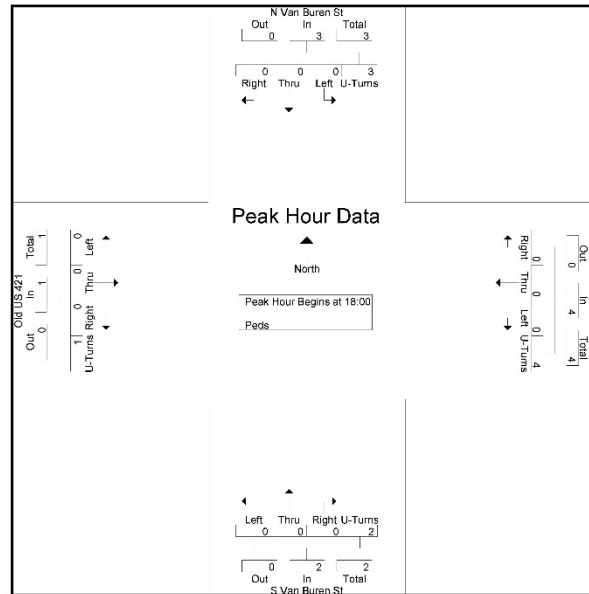 N Van Buren St
Out In Total
0 3 3
0 0 0 3
Right Thru Left U-Turns
Peak Hour Data
North
Peak Hour Begins at 18:00
Peds
Old US 421
Out In Total
0 1 1
1 0 0 0
U-Turns Right Thru Left
Right Thru Left U-Turns
0 0 0 4
Out In Total
0 4 4
Left Thru Right U-Turns
0 0 0 2
0 2 2
Out In Total
S Van Buren St